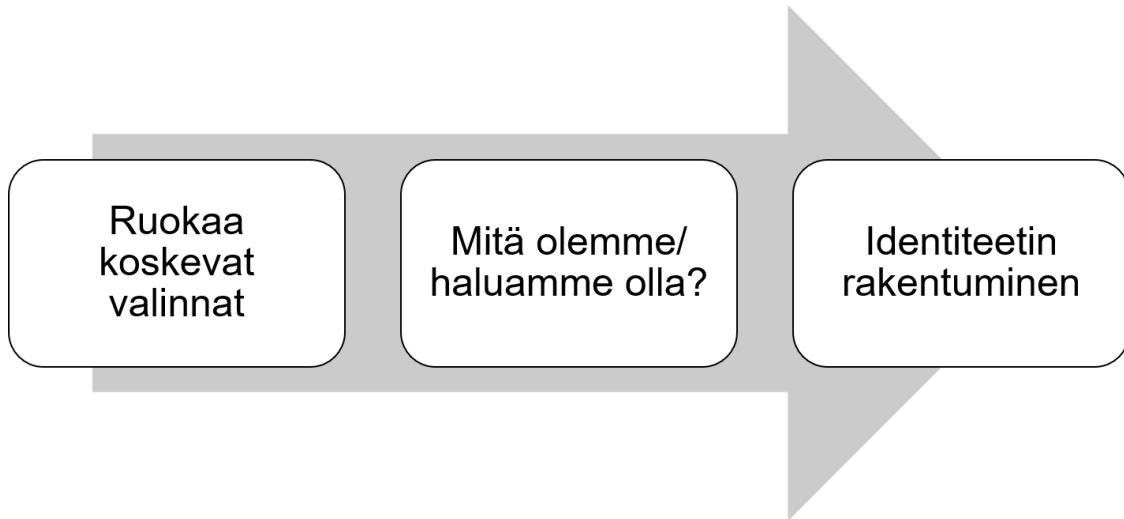 Ruokaa
koskevat
valinnat
Mitä olemme/
haluamme olla?
Identiteetin
rakentuminen